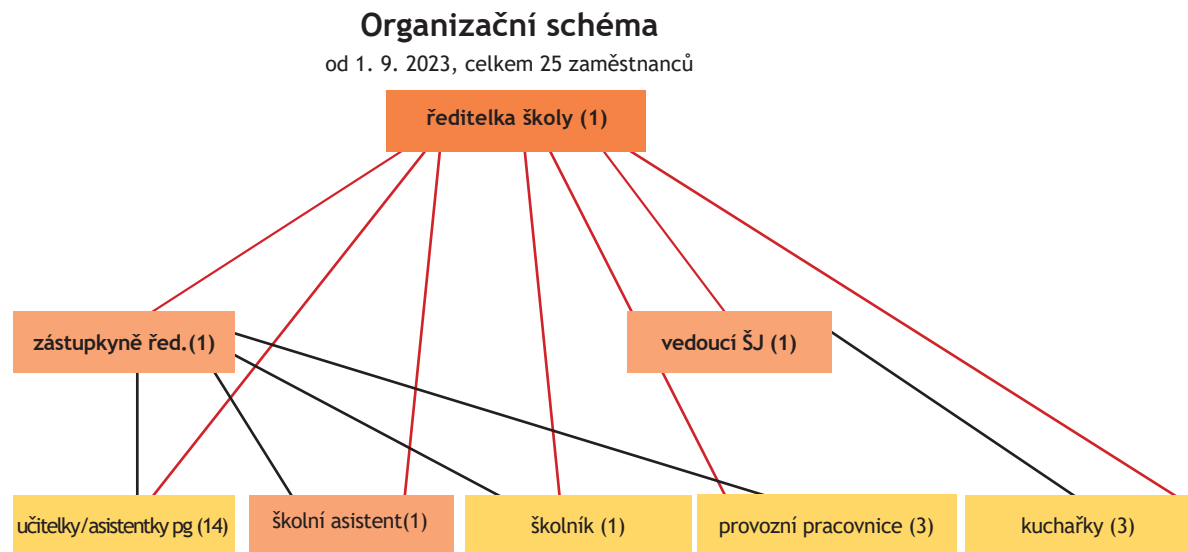 Organizační schéma
od 1. 9. 2023, celkem 25 zaměstnanců
ředitelka školy (1)
zástupkyně řed.(1)
vedoucí ŠJ (1)
učitelky/asistentky pg (14)
školní asistent(1)
školník (1)
provozní pracovnice (3)
kuchařky (3)